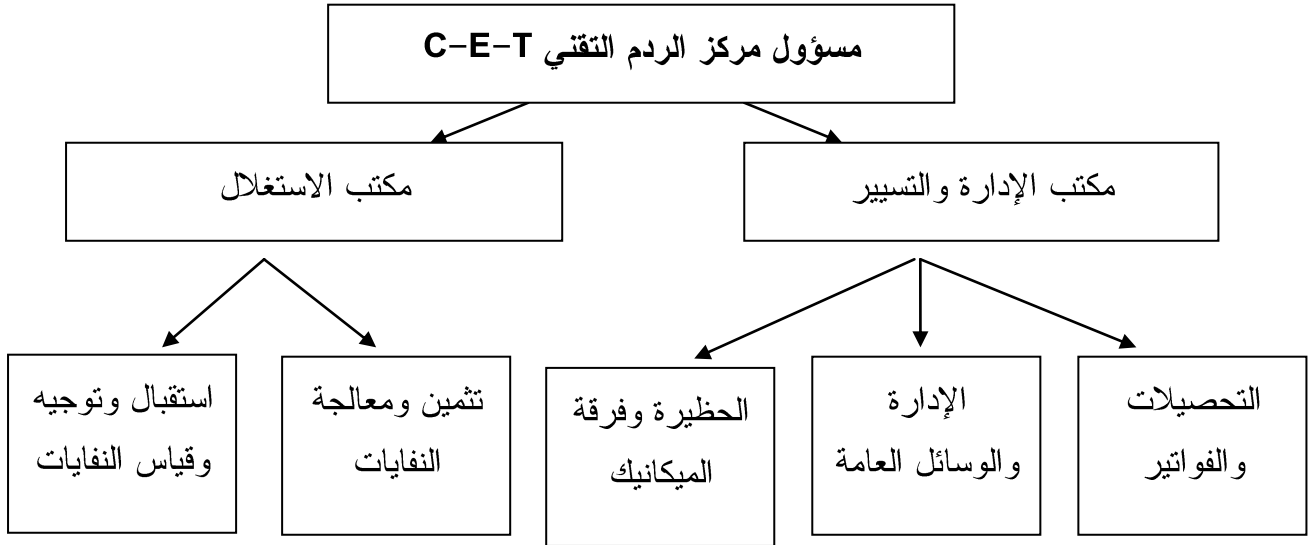 مسؤول مركز الردم التقني C-E-T
مكتب الإدارة والتسيير
مكتب الاستغلال
التحصيلات
والفواتير
الإدارة
والوسائل العامة
الحظيرة وفرقة
الميكانيك
تثمين ومعالجة
النفايات
استقبال وتوجيه
وقياس النفايات